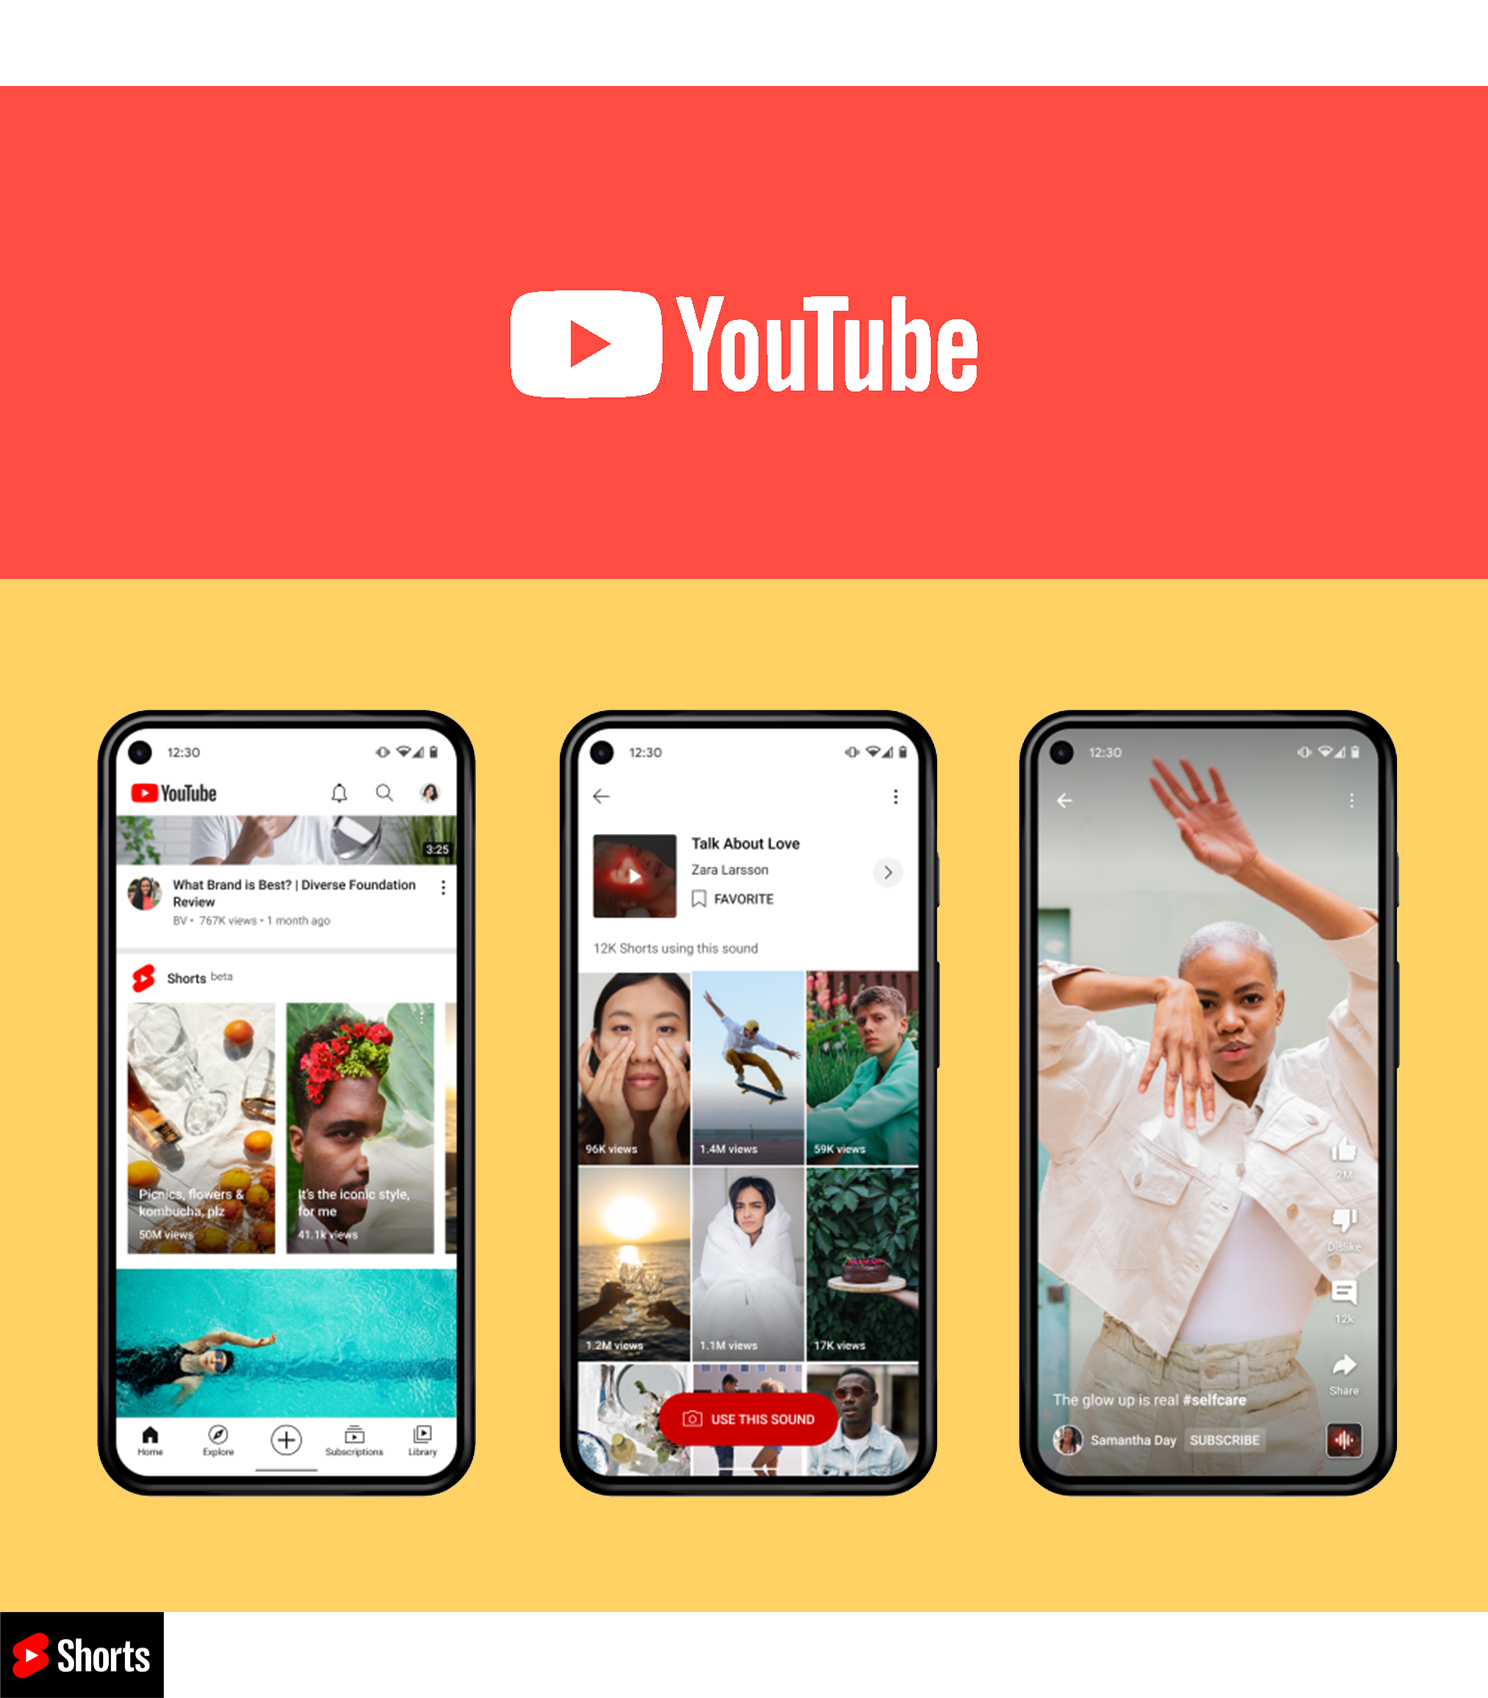 YouTube
12:30
YouTube
3:25
What Brand is Best? | Diverse Foundation
Review
BV • 767K views • 1 month ago
Shorts beta
Picnics, flowers &
kombucha, plz
50M views
It's the iconic style,
for me
41.1k views
Home
Explore
Subscriptions
Library
12:30
Talk About Love
Zara Larsson
FAVORITE
12K Shorts using this sound
96K views
1.4M views
59K views
1.2M views
1.1M views
17K views
USE THIS SOUND
12:30
2M
Dislike
12k
Share
The glow up is real #selfcare
Samantha Day
SUBSCRIBE
Shorts